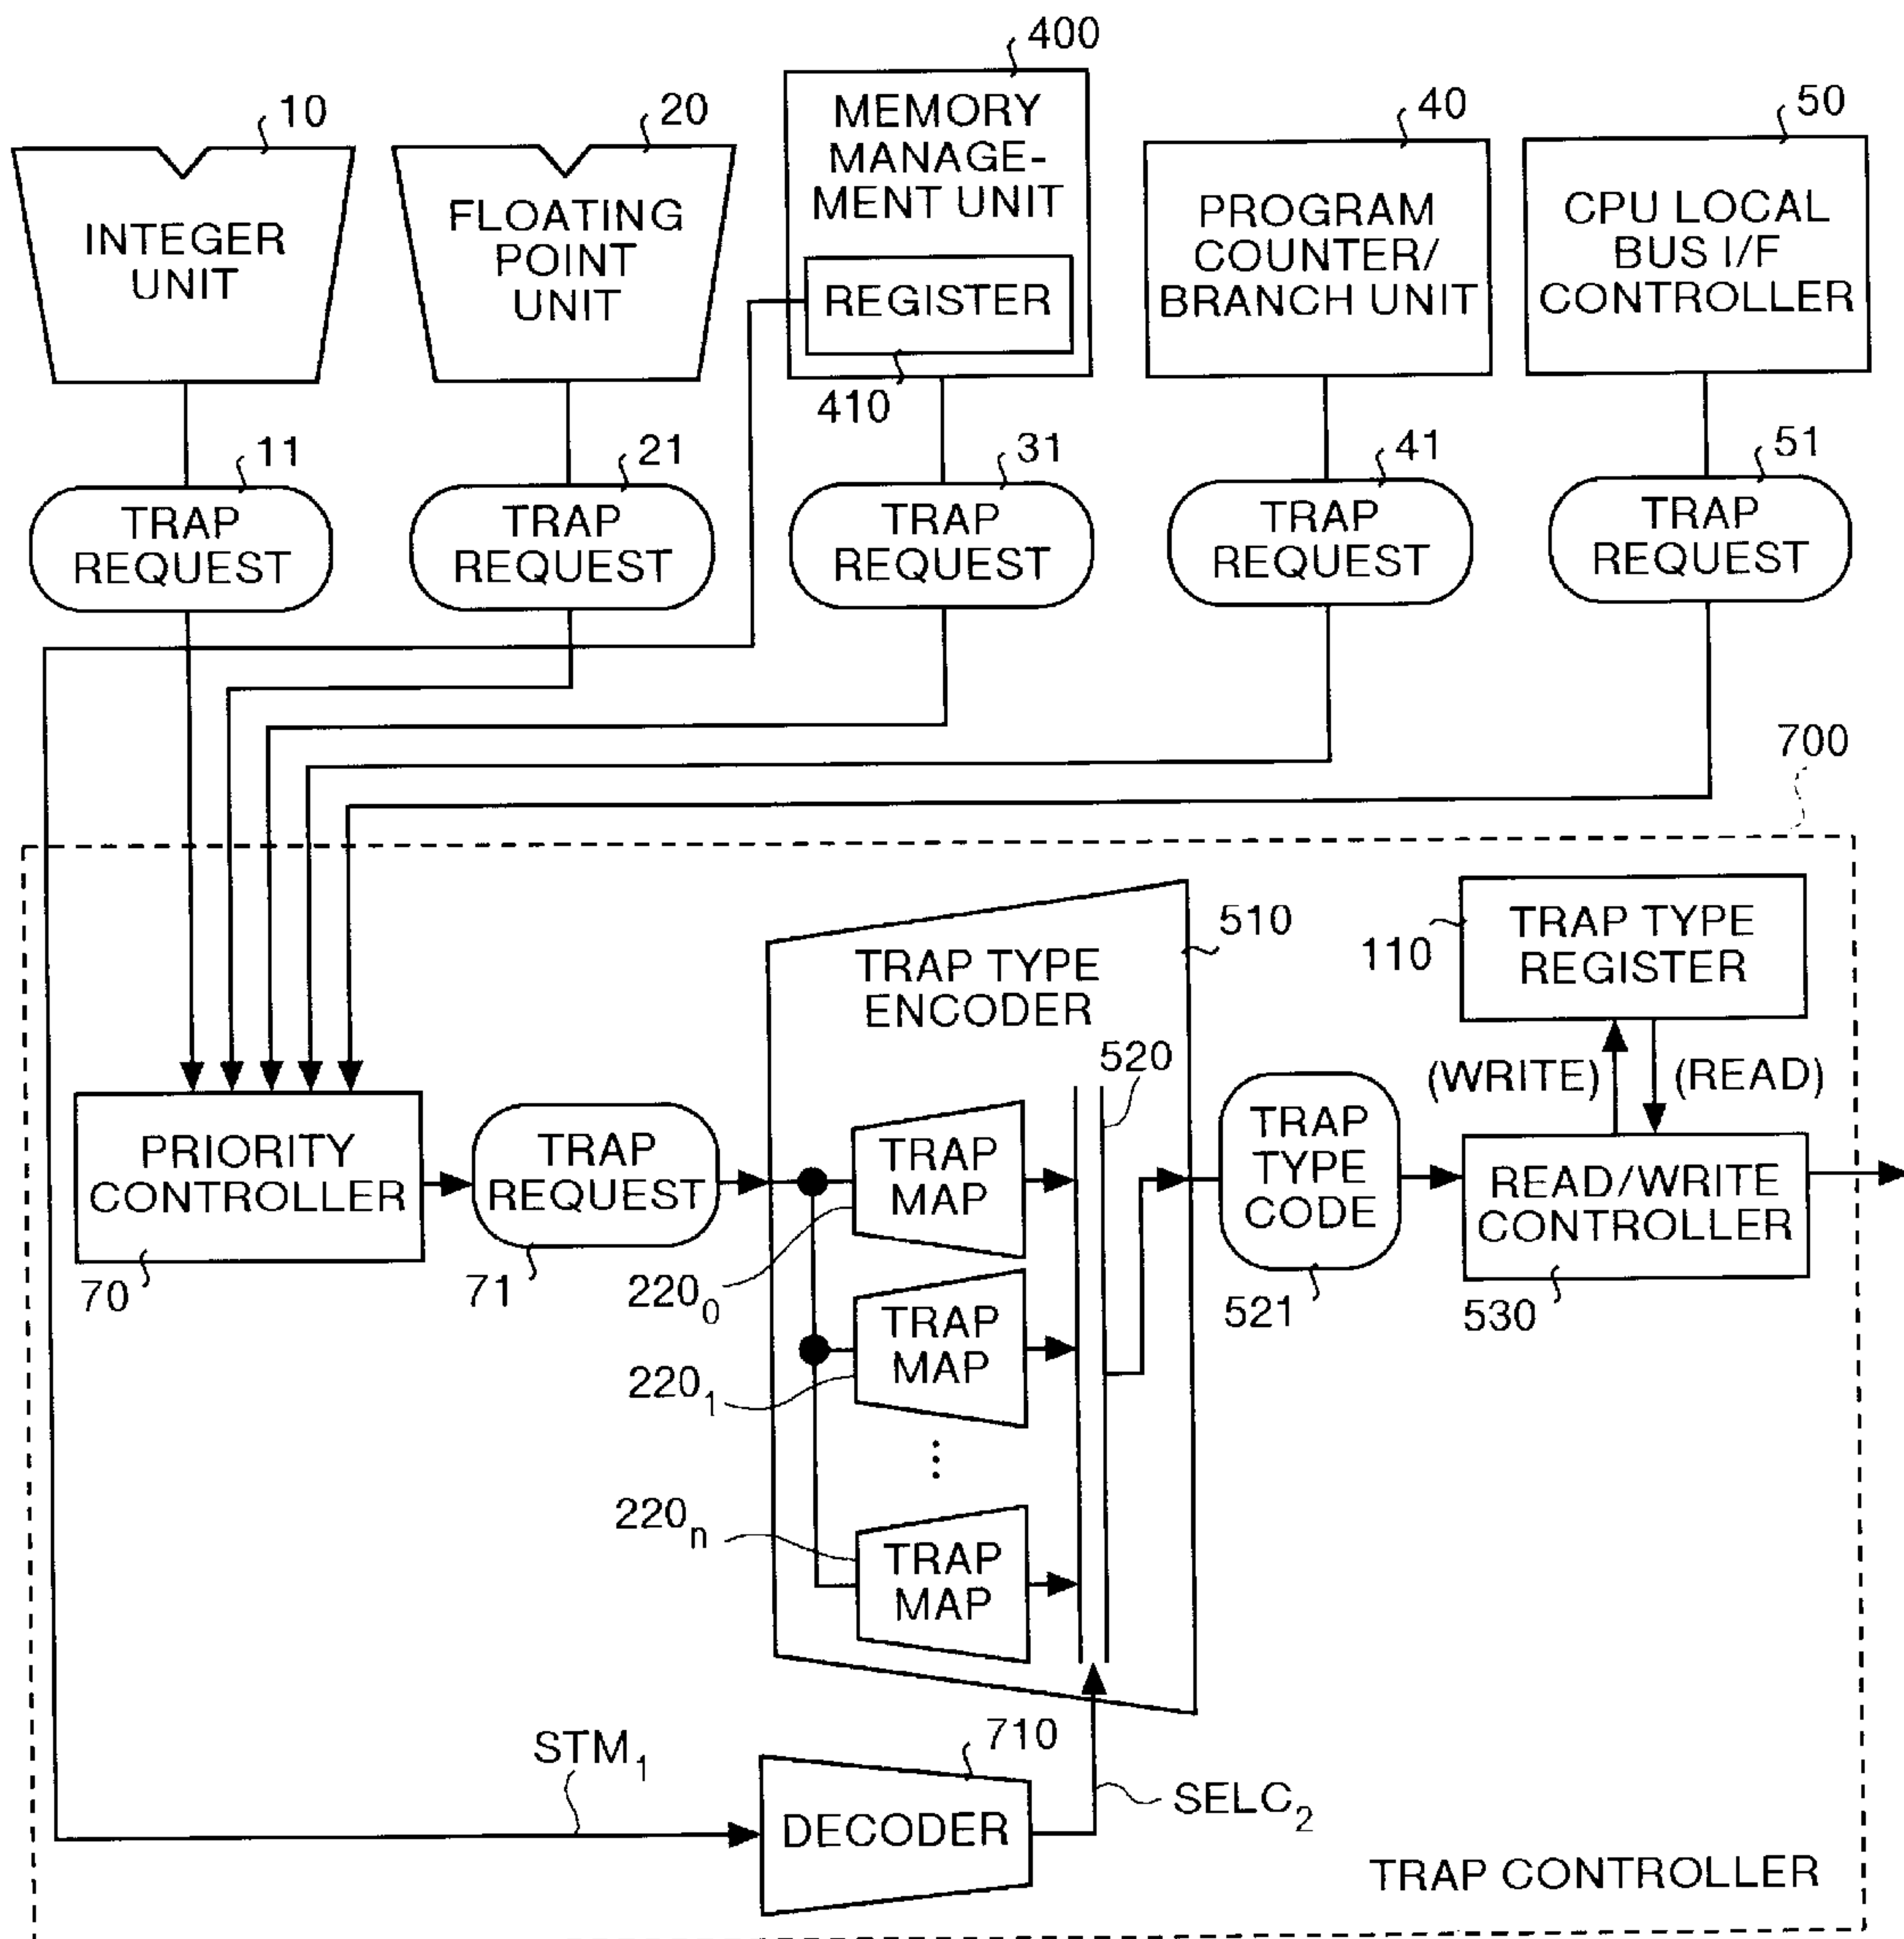 400
10
20
MEMORY
MANAGE-
MENT UNIT
40
50
INTEGER
UNIT
FLOATING
POINT
UNIT
REGISTER
410
PROGRAM
COUNTER/
BRANCH UNIT
CPU LOCAL
BUS I/F
CONTROLLER
11
21
31
41
51
TRAP
REQUEST
TRAP
REQUEST
TRAP
REQUEST
TRAP
REQUEST
TRAP
REQUEST
700
510
TRAP TYPE
ENCODER
110
TRAP TYPE
REGISTER
520
(WRITE)
(READ)
PRIORITY
CONTROLLER
70
TRAP
REQUEST
71
TRAP
MAP
220₀
TRAP
MAP
220₁
⋮
TRAP
MAP
220ₙ
TRAP
TYPE
CODE
521
READ/WRITE
CONTROLLER
530
STM₁
710
DECODER
SELC₂
TRAP CONTROLLER